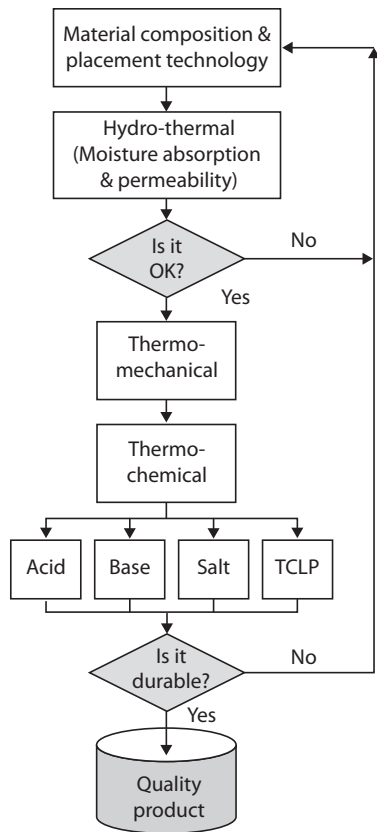 Material composition &
placement technology
Hydro-thermal
(Moisture absorption
& permeability)
Is it
OK?
No
Yes
Thermo-
mechanical
Thermo-
chemical
Acid
Base
Salt
TCLP
Is it
durable?
No
Yes
Quality
product